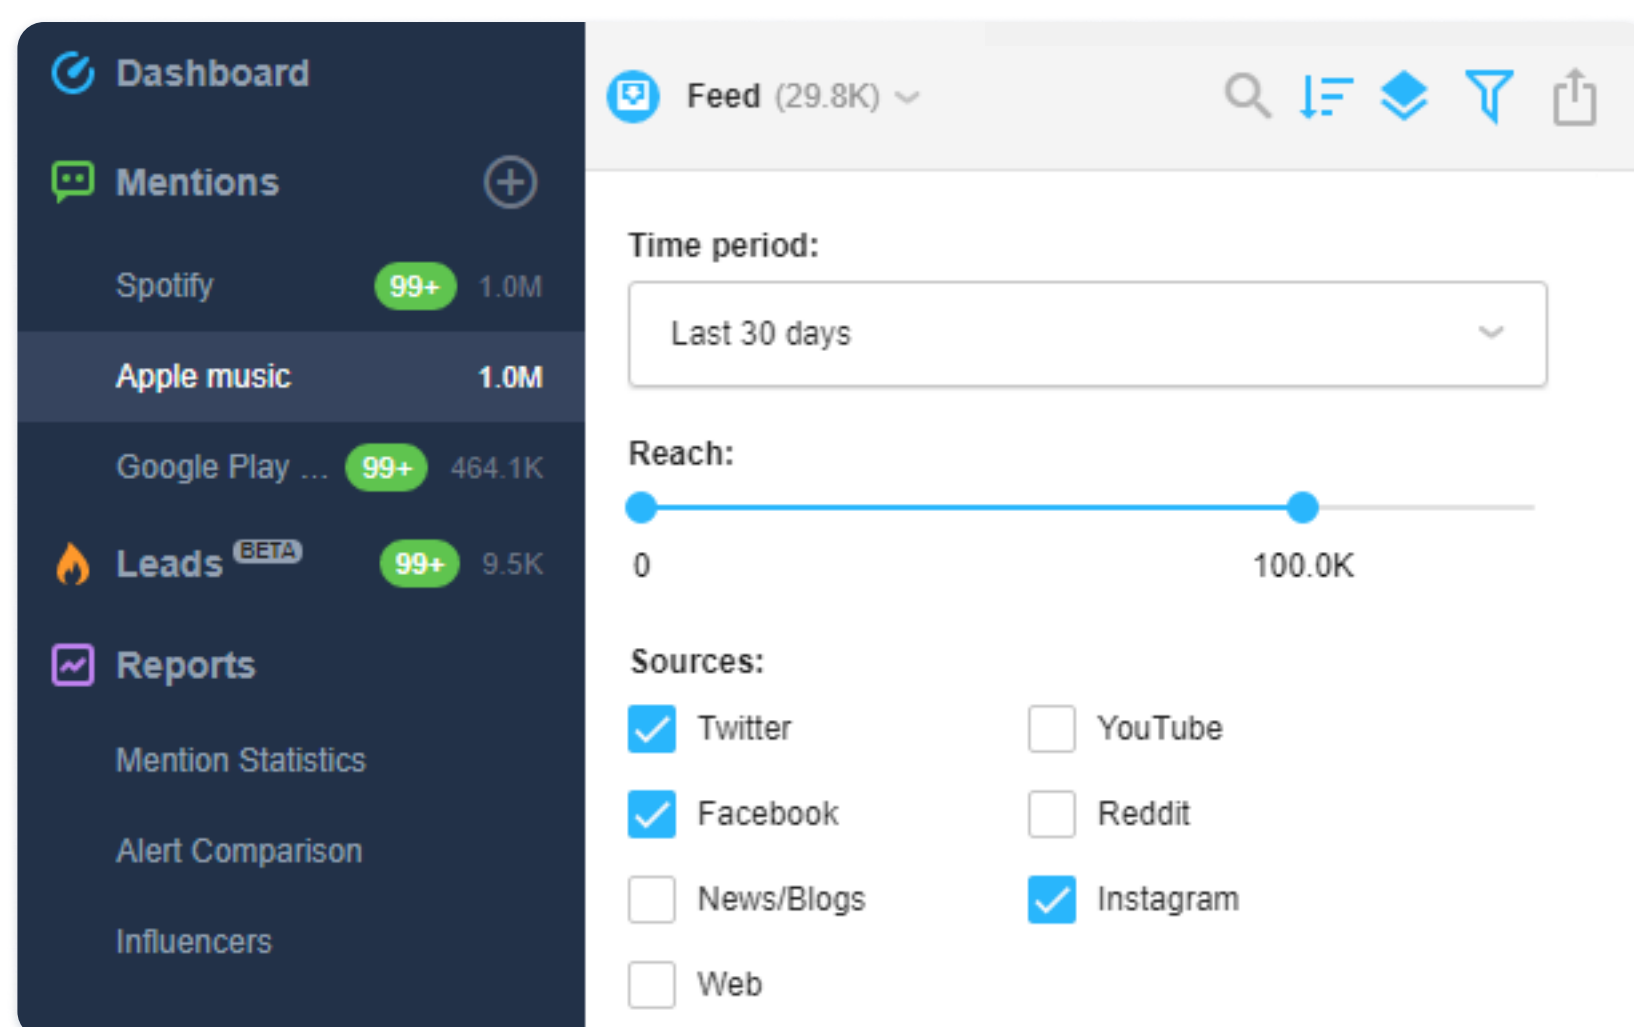 Dashboard
Mentions
Spotify 99+ 1.0M
Apple music 1.0M
Google Play ... 99+ 464.1K
Leads BETA 99+ 9.5K
Reports
Mention Statistics
Alert Comparison
Influencers
Feed (29.8K)
Time period:
Last 30 days
Reach:
0 100.0K
Sources:
Twitter YouTube
Facebook Reddit
News/Blogs Instagram
Web